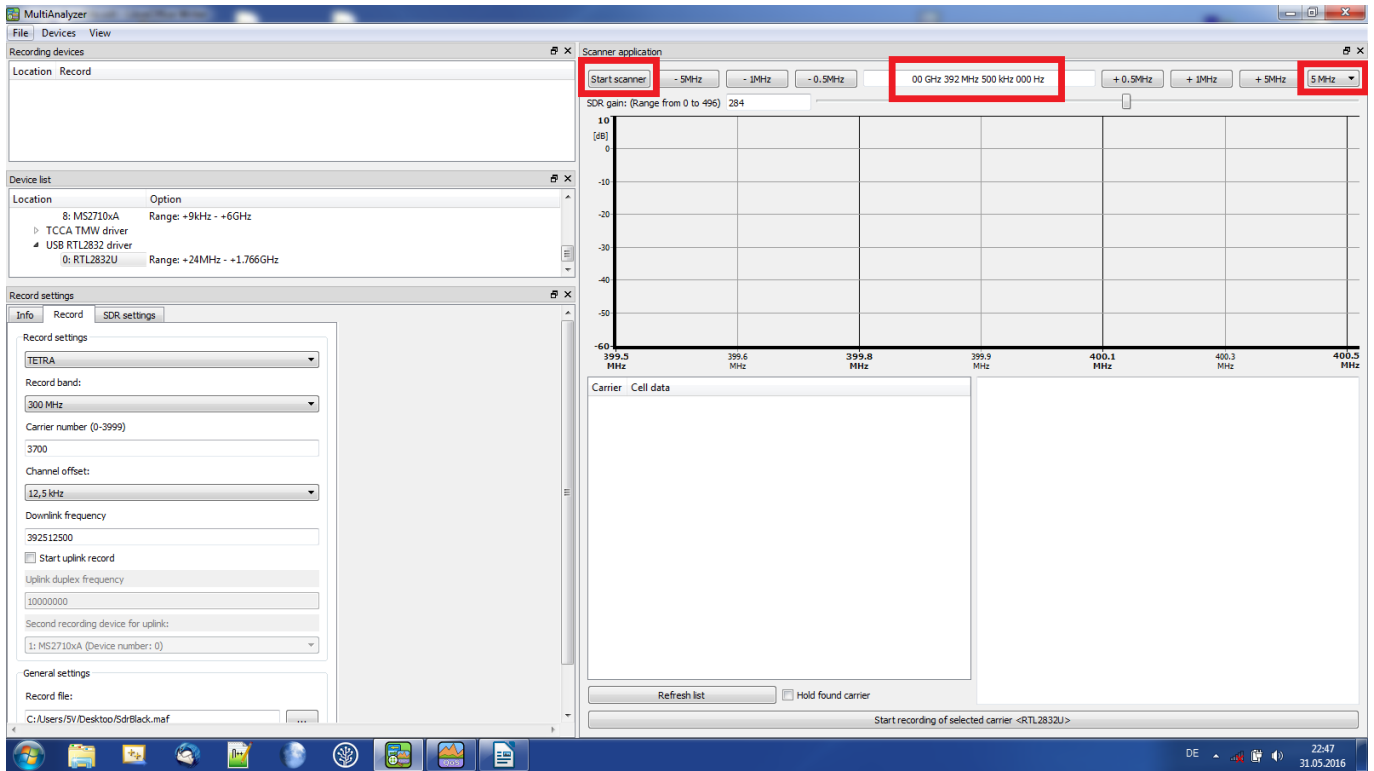 MultiAnalyzer
File Devices View
Recording devices
Location Record
Device list
Location Option
8: MS2710xA Range: +9kHz - +6GHz
TCCA TMW driver
USB RTL2832 driver
0: RTL2832U Range: +24MHz - +1.766GHz
Record settings
Info Record SDR settings
Record settings
TETRA
Record band:
300 MHz
Carrier number (0-3999)
3700
Channel offset:
12,5 kHz
Downlink frequency
392512500
Start uplink record
Uplink duplex frequency
10000000
Second recording device for uplink:
1: MS2710xA (Device number: 0)
General settings
Record file:
C:/Users/SV/Desktop/SdrBlack.maf ...
Scanner application
Start scanner - 5MHz - 1MHz - 0.5MHz 00 GHz 392 MHz 500 kHz 000 Hz + 0.5MHz + 1MHz + 5MHz 5 MHz
SDR gain: (Range from 0 to 496) 284
10
[dB]
0
-10
-20
-30
-40
-50
-60
399.5 399.6 399.8 399.9 400.1 400.3 400.5
MHz MHz MHz MHz MHz MHz MHz
Carrier Cell data
Refresh list Hold found carrier
Start recording of selected carrier <RTL2832U>
DE 22:47
31.05.2016